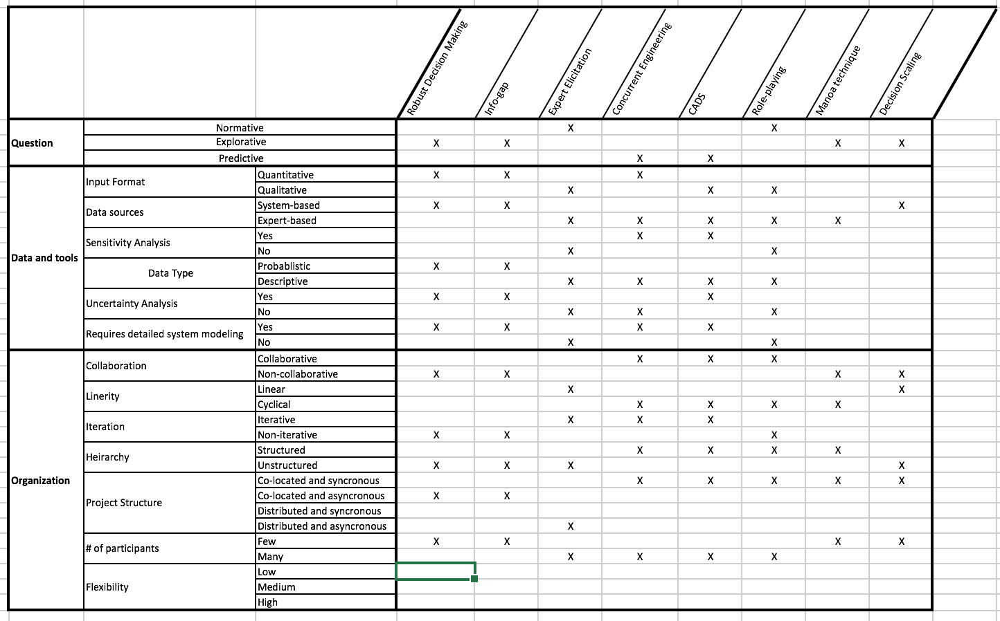 Robust Decision Making
Info-gap
Expert Elicitation
Concurrent Engineering
CADS
Role-playing
Manoa technique
Decision Scaling
Question
Normative X X
Explorative X X X X
Predictive X X
Data and tools
Input Format
Quantitative X X X
Qualitative X X X
Data sources
System-based X X X
Expert-based X X X X X
Sensitivity Analysis
Yes X X
No X X
Data Type
Probablistic X X
Descriptive X X X X
Uncertainty Analysis
Yes X X X
No X X X
Requires detailed system modeling
Yes X X X X
No X X
Organization
Collaboration
Collaborative X X X
Non-collaborative X X X X
Linerity
Linear X X
Cyclical X X X X
Iteration
Iterative X X X
Non-iterative X X X
Heirarchy
Structured X X X X
Unstructured X X X X
Project Structure
Co-located and syncronous X X X X X
Co-located and asyncronous X X
Distributed and syncronous
Distributed and asyncronous X
# of participants
Few X X X X
Many X X X X
Flexibility
Low
Medium
High